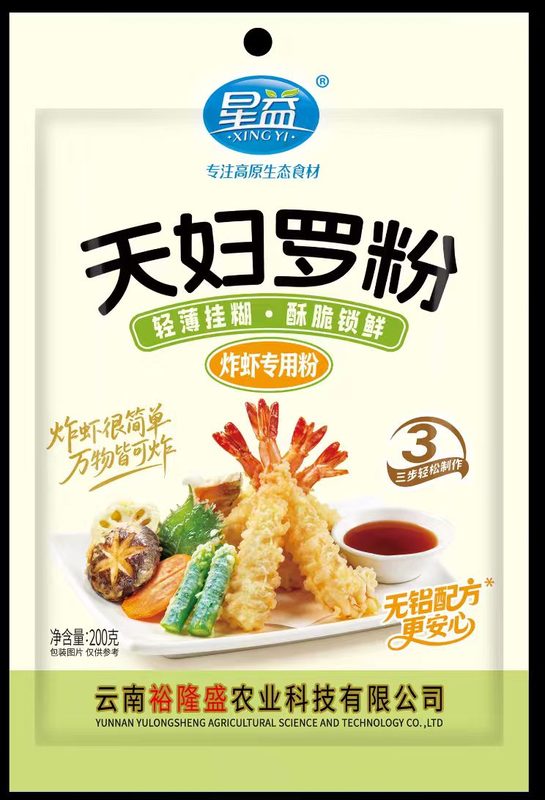 星益®
·XING YI·
专注高原生态食材
天妇罗粉
轻薄挂糊·酥脆锁鲜
炸虾专用粉
炸虾很简单
万物皆可炸
3
三步轻松制作
无铝配方*
更安心
净含量:200克
包装图片 仅供参考
云南裕隆盛农业科技有限公司
YUNNAN YULONGSHENG AGRICULTURAL SCIENCE AND TECHNOLOGY CO.,LTD